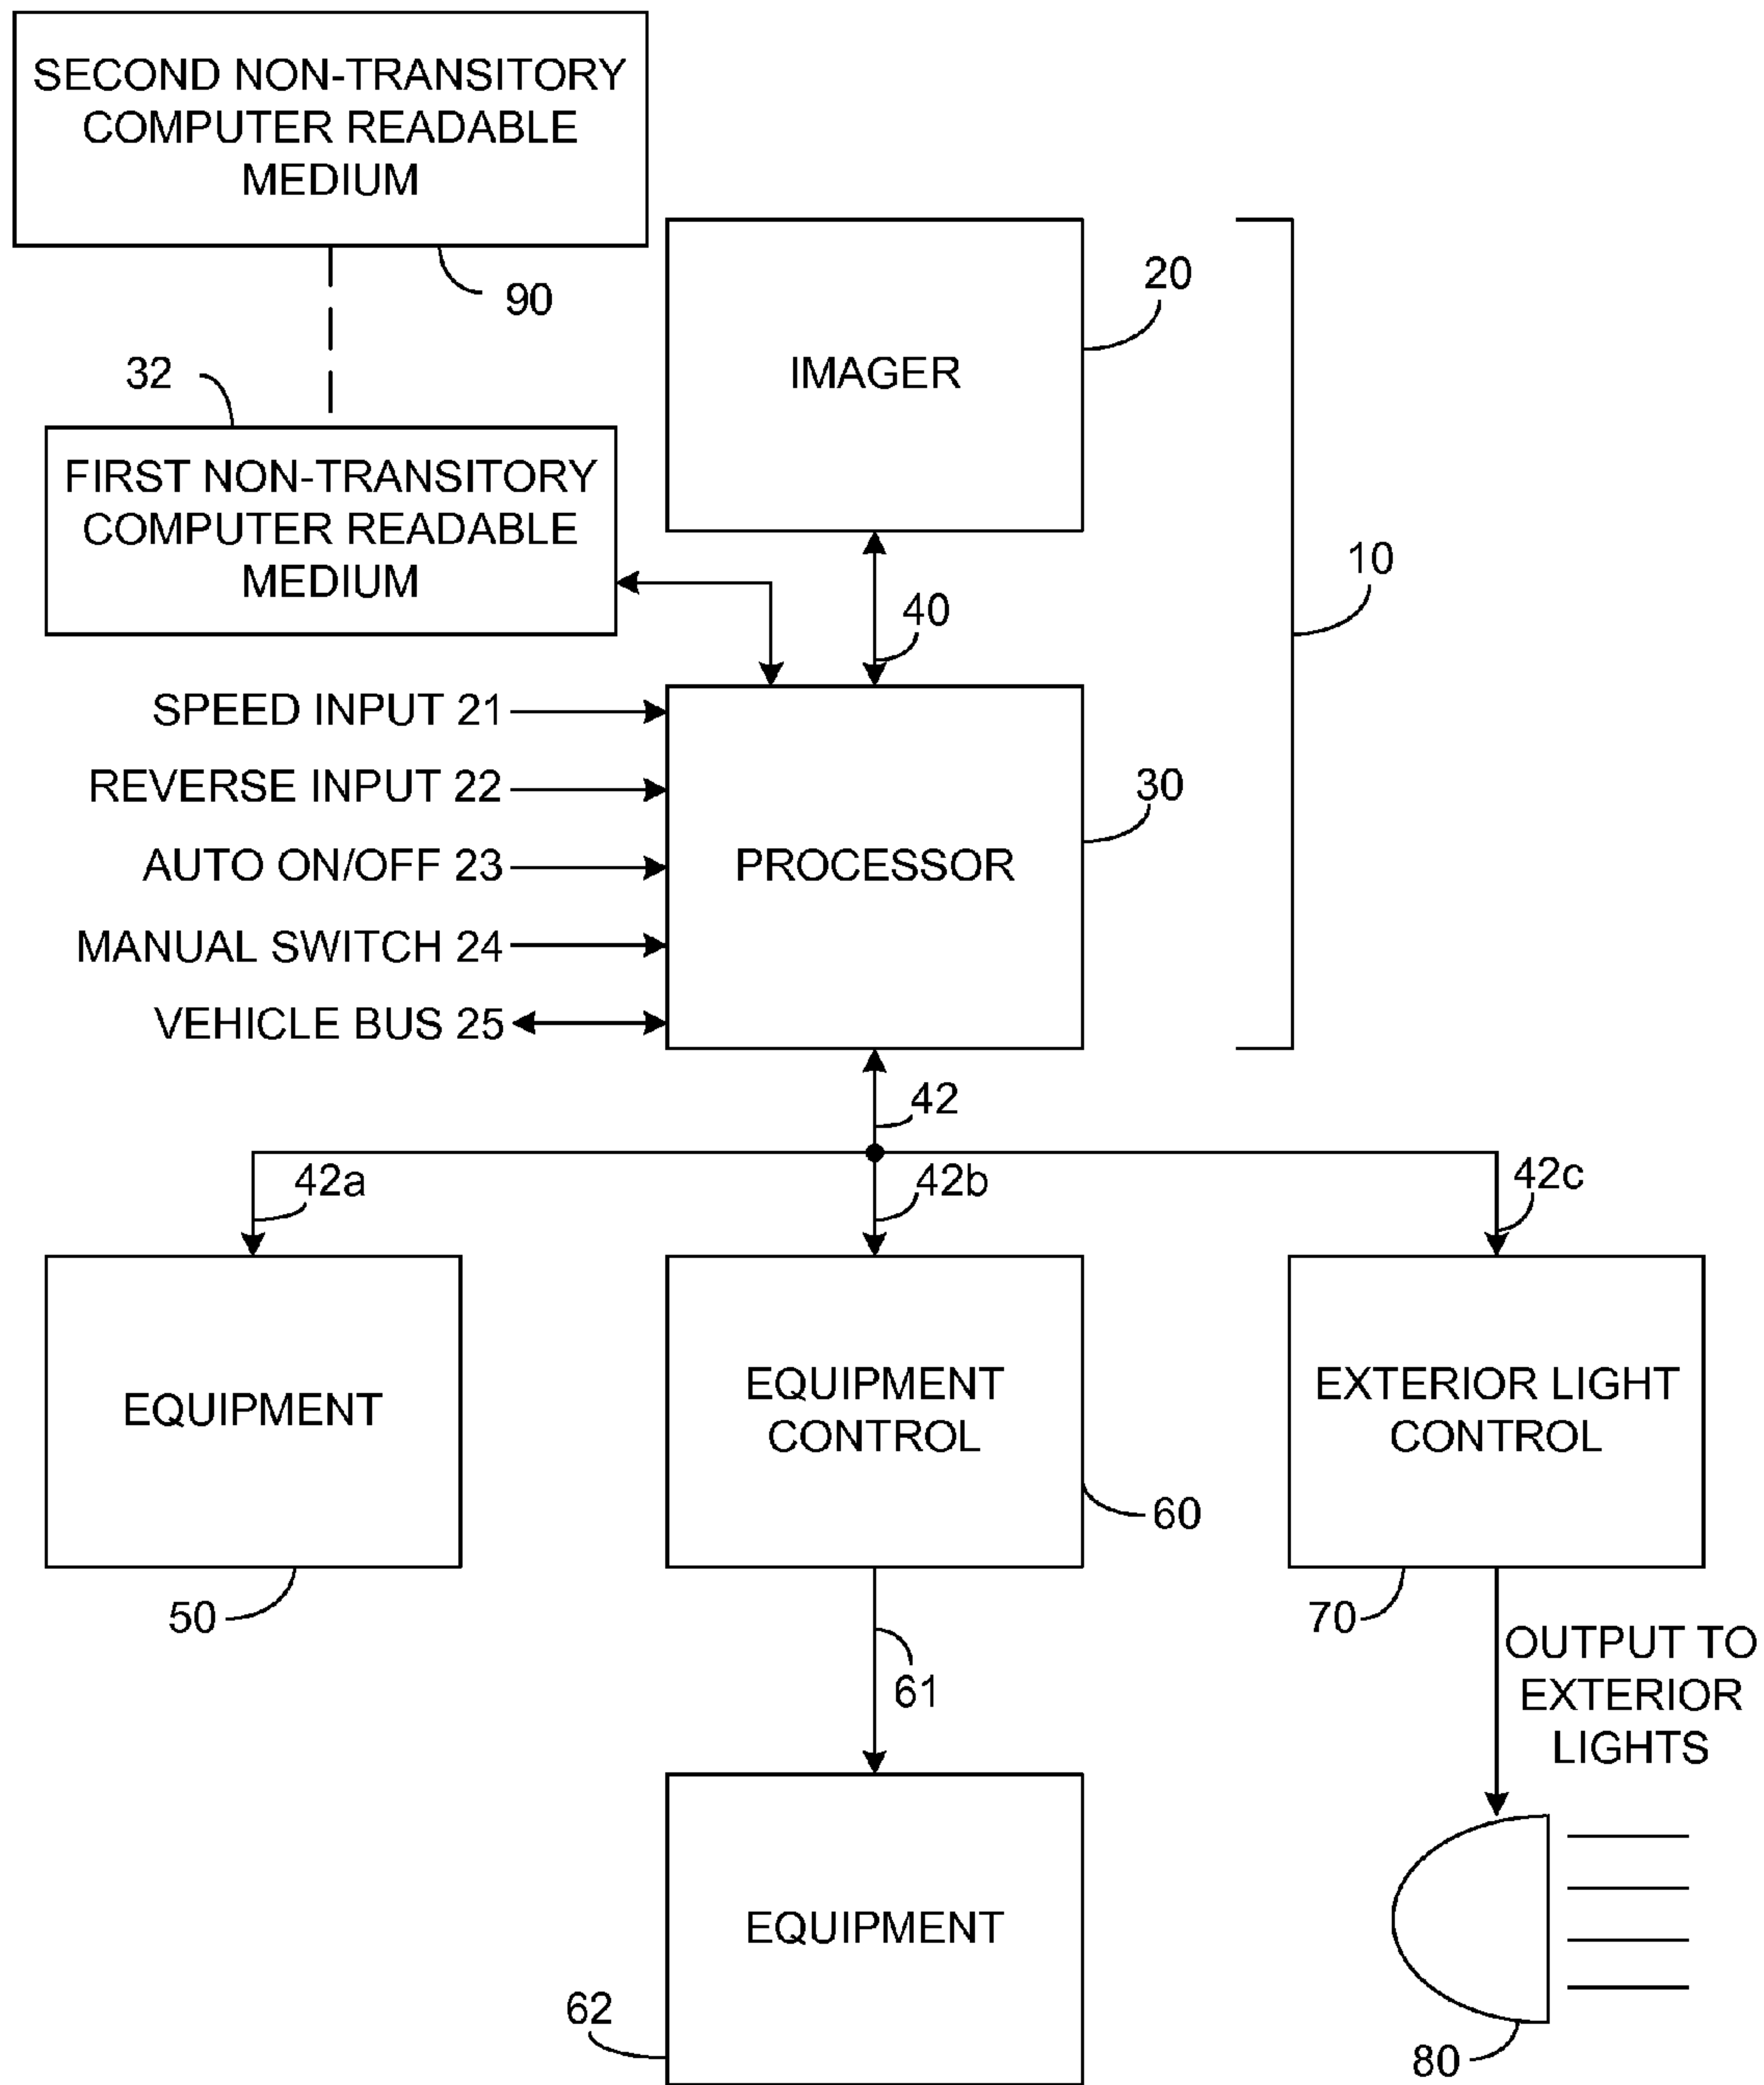 SECOND NON-TRANSITORY
COMPUTER READABLE
MEDIUM
90
20
IMAGER
32
FIRST NON-TRANSITORY
COMPUTER READABLE
MEDIUM
10
40
SPEED INPUT 21
REVERSE INPUT 22
AUTO ON/OFF 23
MANUAL SWITCH 24
VEHICLE BUS 25
30
PROCESSOR
42
42a
42b
42c
EQUIPMENT
50
EQUIPMENT
CONTROL
60
EXTERIOR LIGHT
CONTROL
70
61
OUTPUT TO
EXTERIOR
LIGHTS
EQUIPMENT
62
80